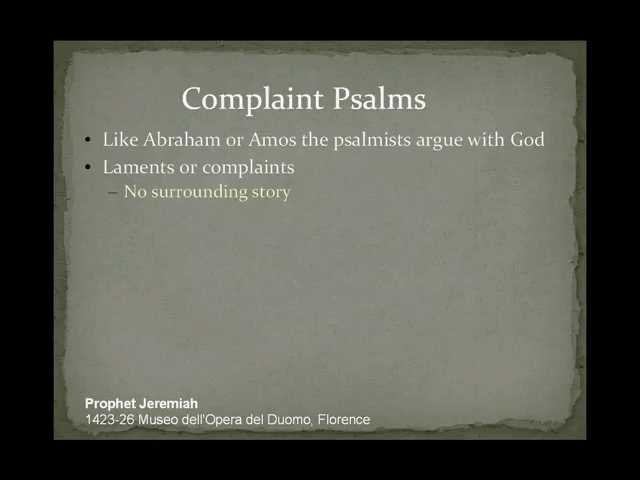 Complaint Psalms
• Like Abraham or Amos the psalmists argue with God
• Laments or complaints
– No surrounding story
Prophet Jeremiah
1423-26 Museo dell'Opera del Duomo, Florence